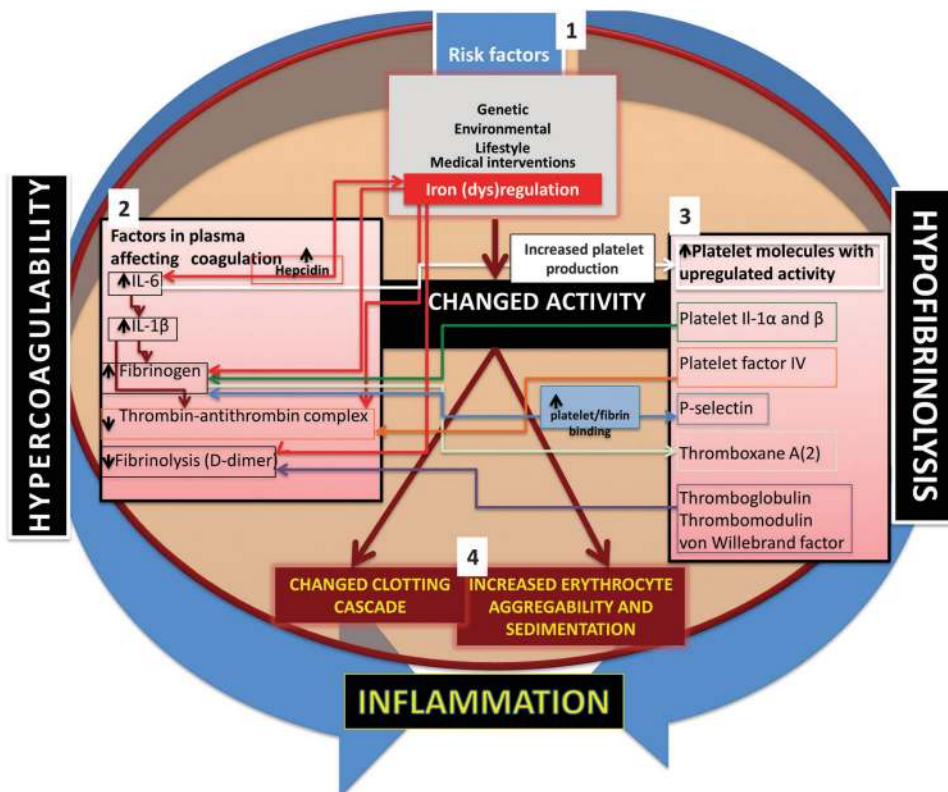 1
Risk factors
Genetic
Environmental
Lifestyle
Medical interventions
Iron (dys)regulation
HYPERCOAGULABILITY
2
Factors in plasma
affecting coagulation
Hepcidin
IL-6
IL-1β
Fibrinogen
Thrombin-antithrombin complex
Fibrinolysis (D-dimer)
Increased platelet
production
CHANGED ACTIVITY
platelet/fibrin
binding
3
Platelet molecules with
upregulated activity
Platelet Il-1α and β
Platelet factor IV
P-selectin
Thromboxane A(2)
Thromboglobulin
Thrombomodulin
von Willebrand factor
HYPOFIBRINOLYSIS
4
CHANGED CLOTTING
CASCADE
INCREASED ERYTHROCYTE
AGGREGABILITY AND
SEDIMENTATION
INFLAMMATION